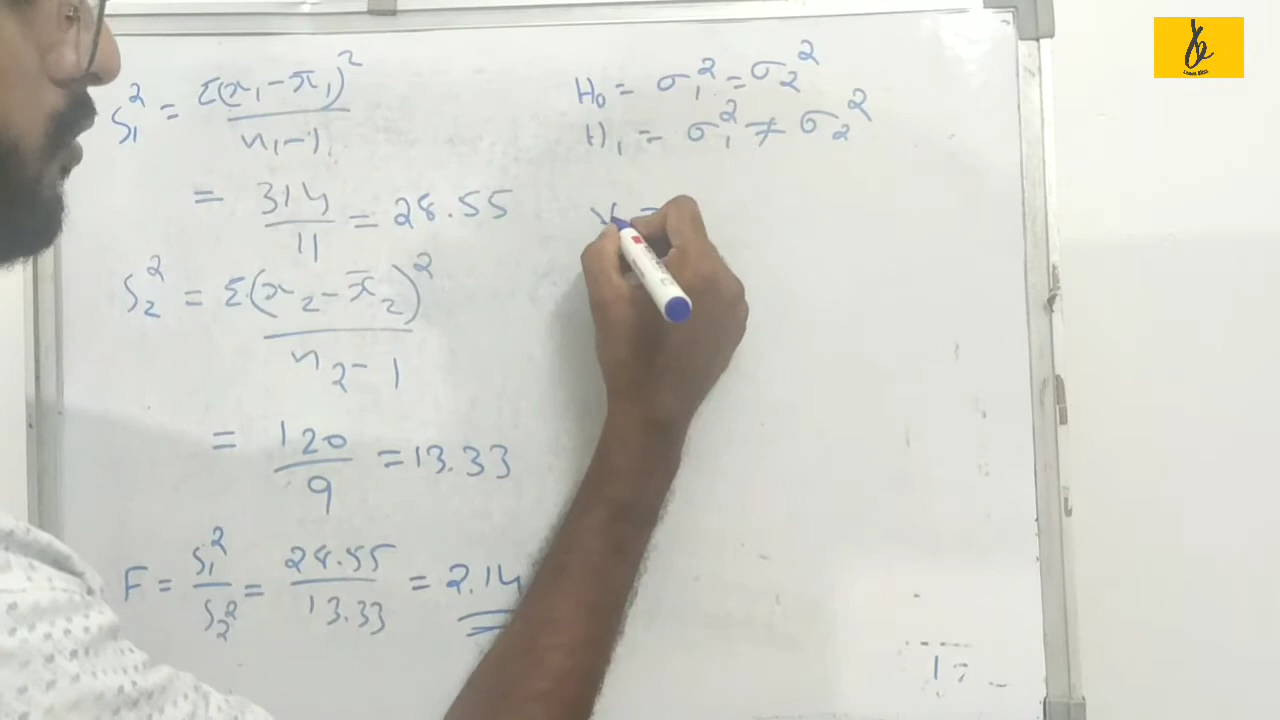 S₁² = Σ(x₁-x̄₁)² / n₁-1
= 314 / 11 = 28.55
S₂² = Σ(x₂-x̄₂)² / n₂-1
= 120 / 9 = 13.33
F = S₁² / S₂² = 28.55 / 13.33 = 2.14
H₀ = σ₁² = σ₂²
H₁ = σ₁² ≠ σ₂²